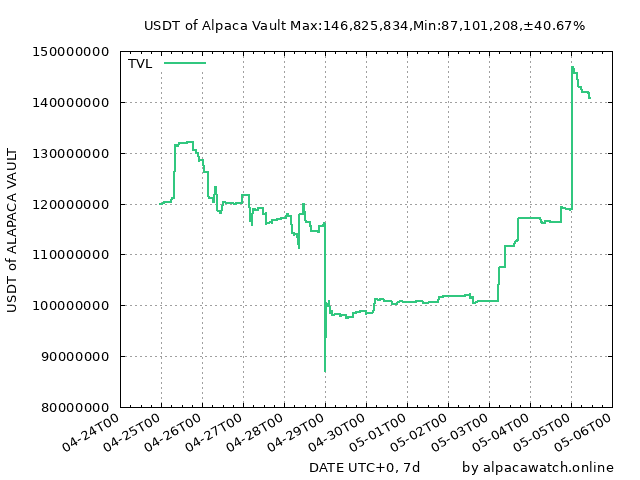 USDT of Alpaca Vault Max:146,825,834,Min:87,101,208,±40.67%
TVL
150000000
140000000
130000000
120000000
110000000
100000000
90000000
80000000
USDT of ALAPACA VAULT
04-24T00
04-25T00
04-26T00
04-27T00
04-28T00
04-29T00
04-30T00
05-01T00
05-02T00
05-03T00
05-04T00
05-05T00
05-06T00
DATE UTC+0, 7d
by alpacawatch.online